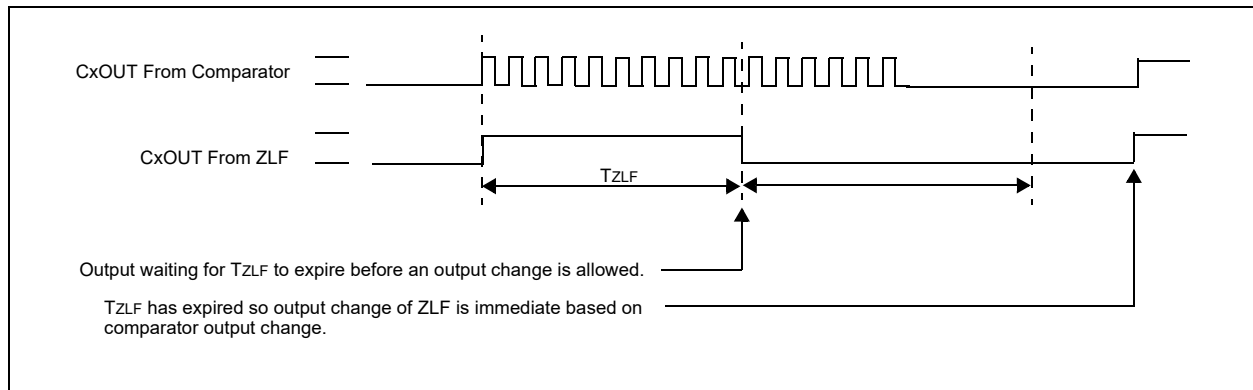 CxOUT From Comparator
CxOUT From ZLF
TZLF
Output waiting for TZLF to expire before an output change is allowed.
TZLF has expired so output change of ZLF is immediate based on
comparator output change.